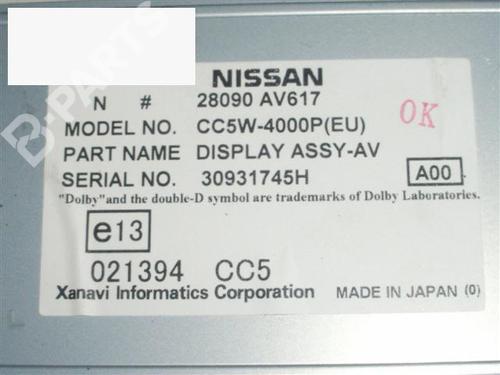 B-PARTS
NISSAN
N # 28090 AV617
OK
MODEL NO. CC5W-4000P(EU)
PART NAME DISPLAY ASSY-AV
SERIAL NO. 30931745H A00
"Dolby"and the double-D symbol are trademarks of Dolby Laboratories.
e13
021394 CC5
Xanavi Informatics Corporation MADE IN JAPAN (0)